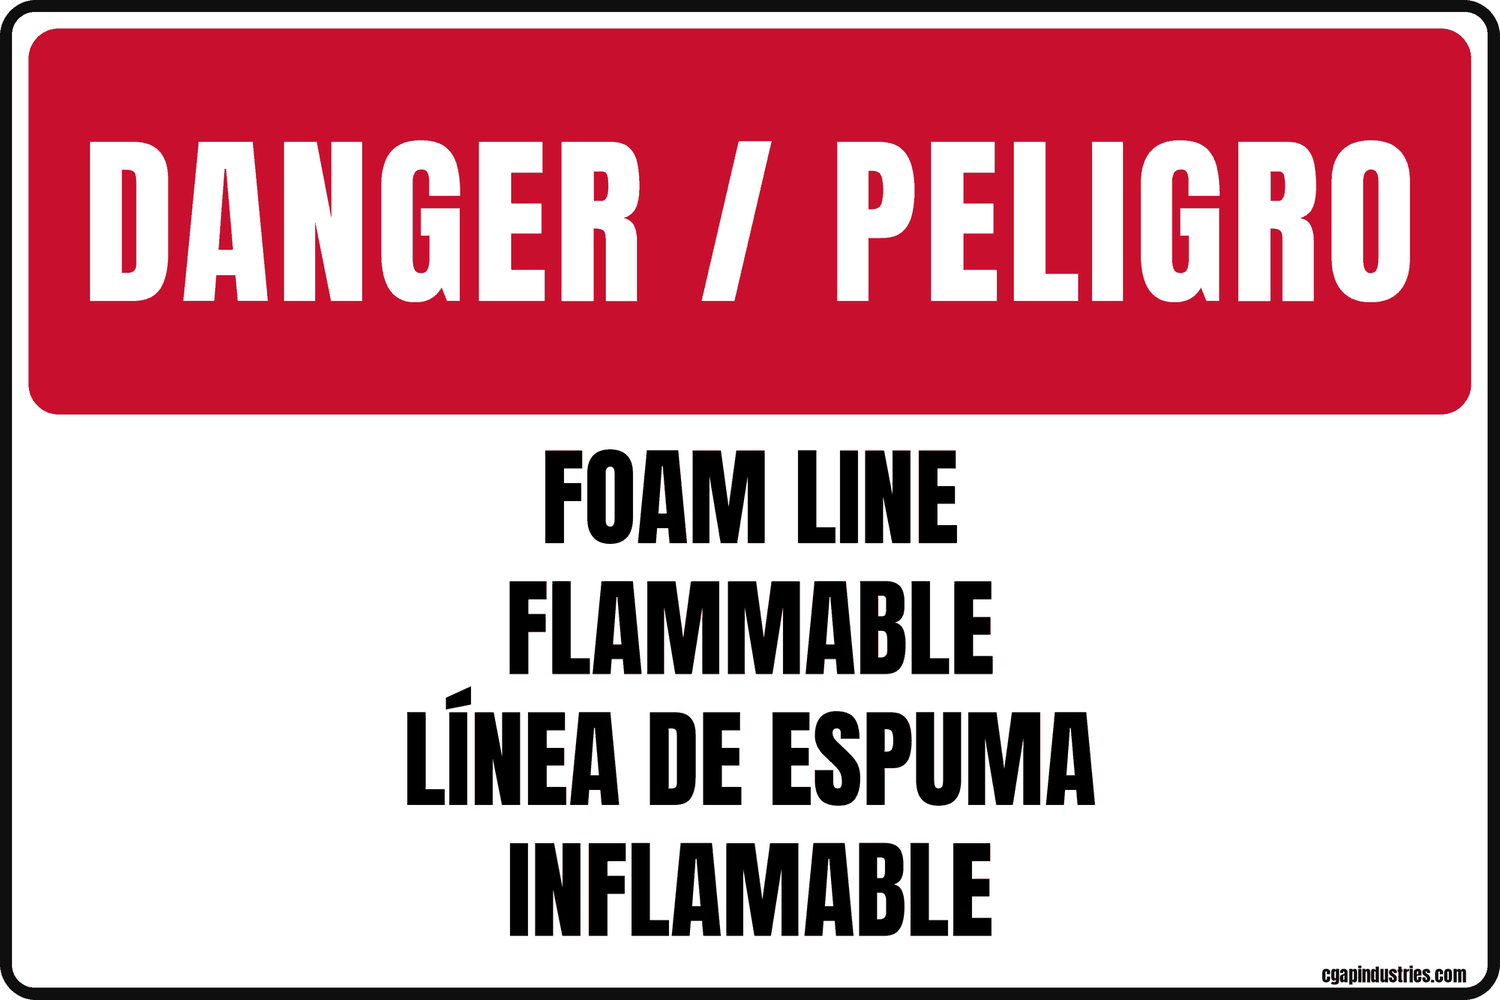 DANGER / PELIGRO
FOAM LINE
FLAMMABLE
LÍNEA DE ESPUMA
INFLAMABLE
cgapindustries.com